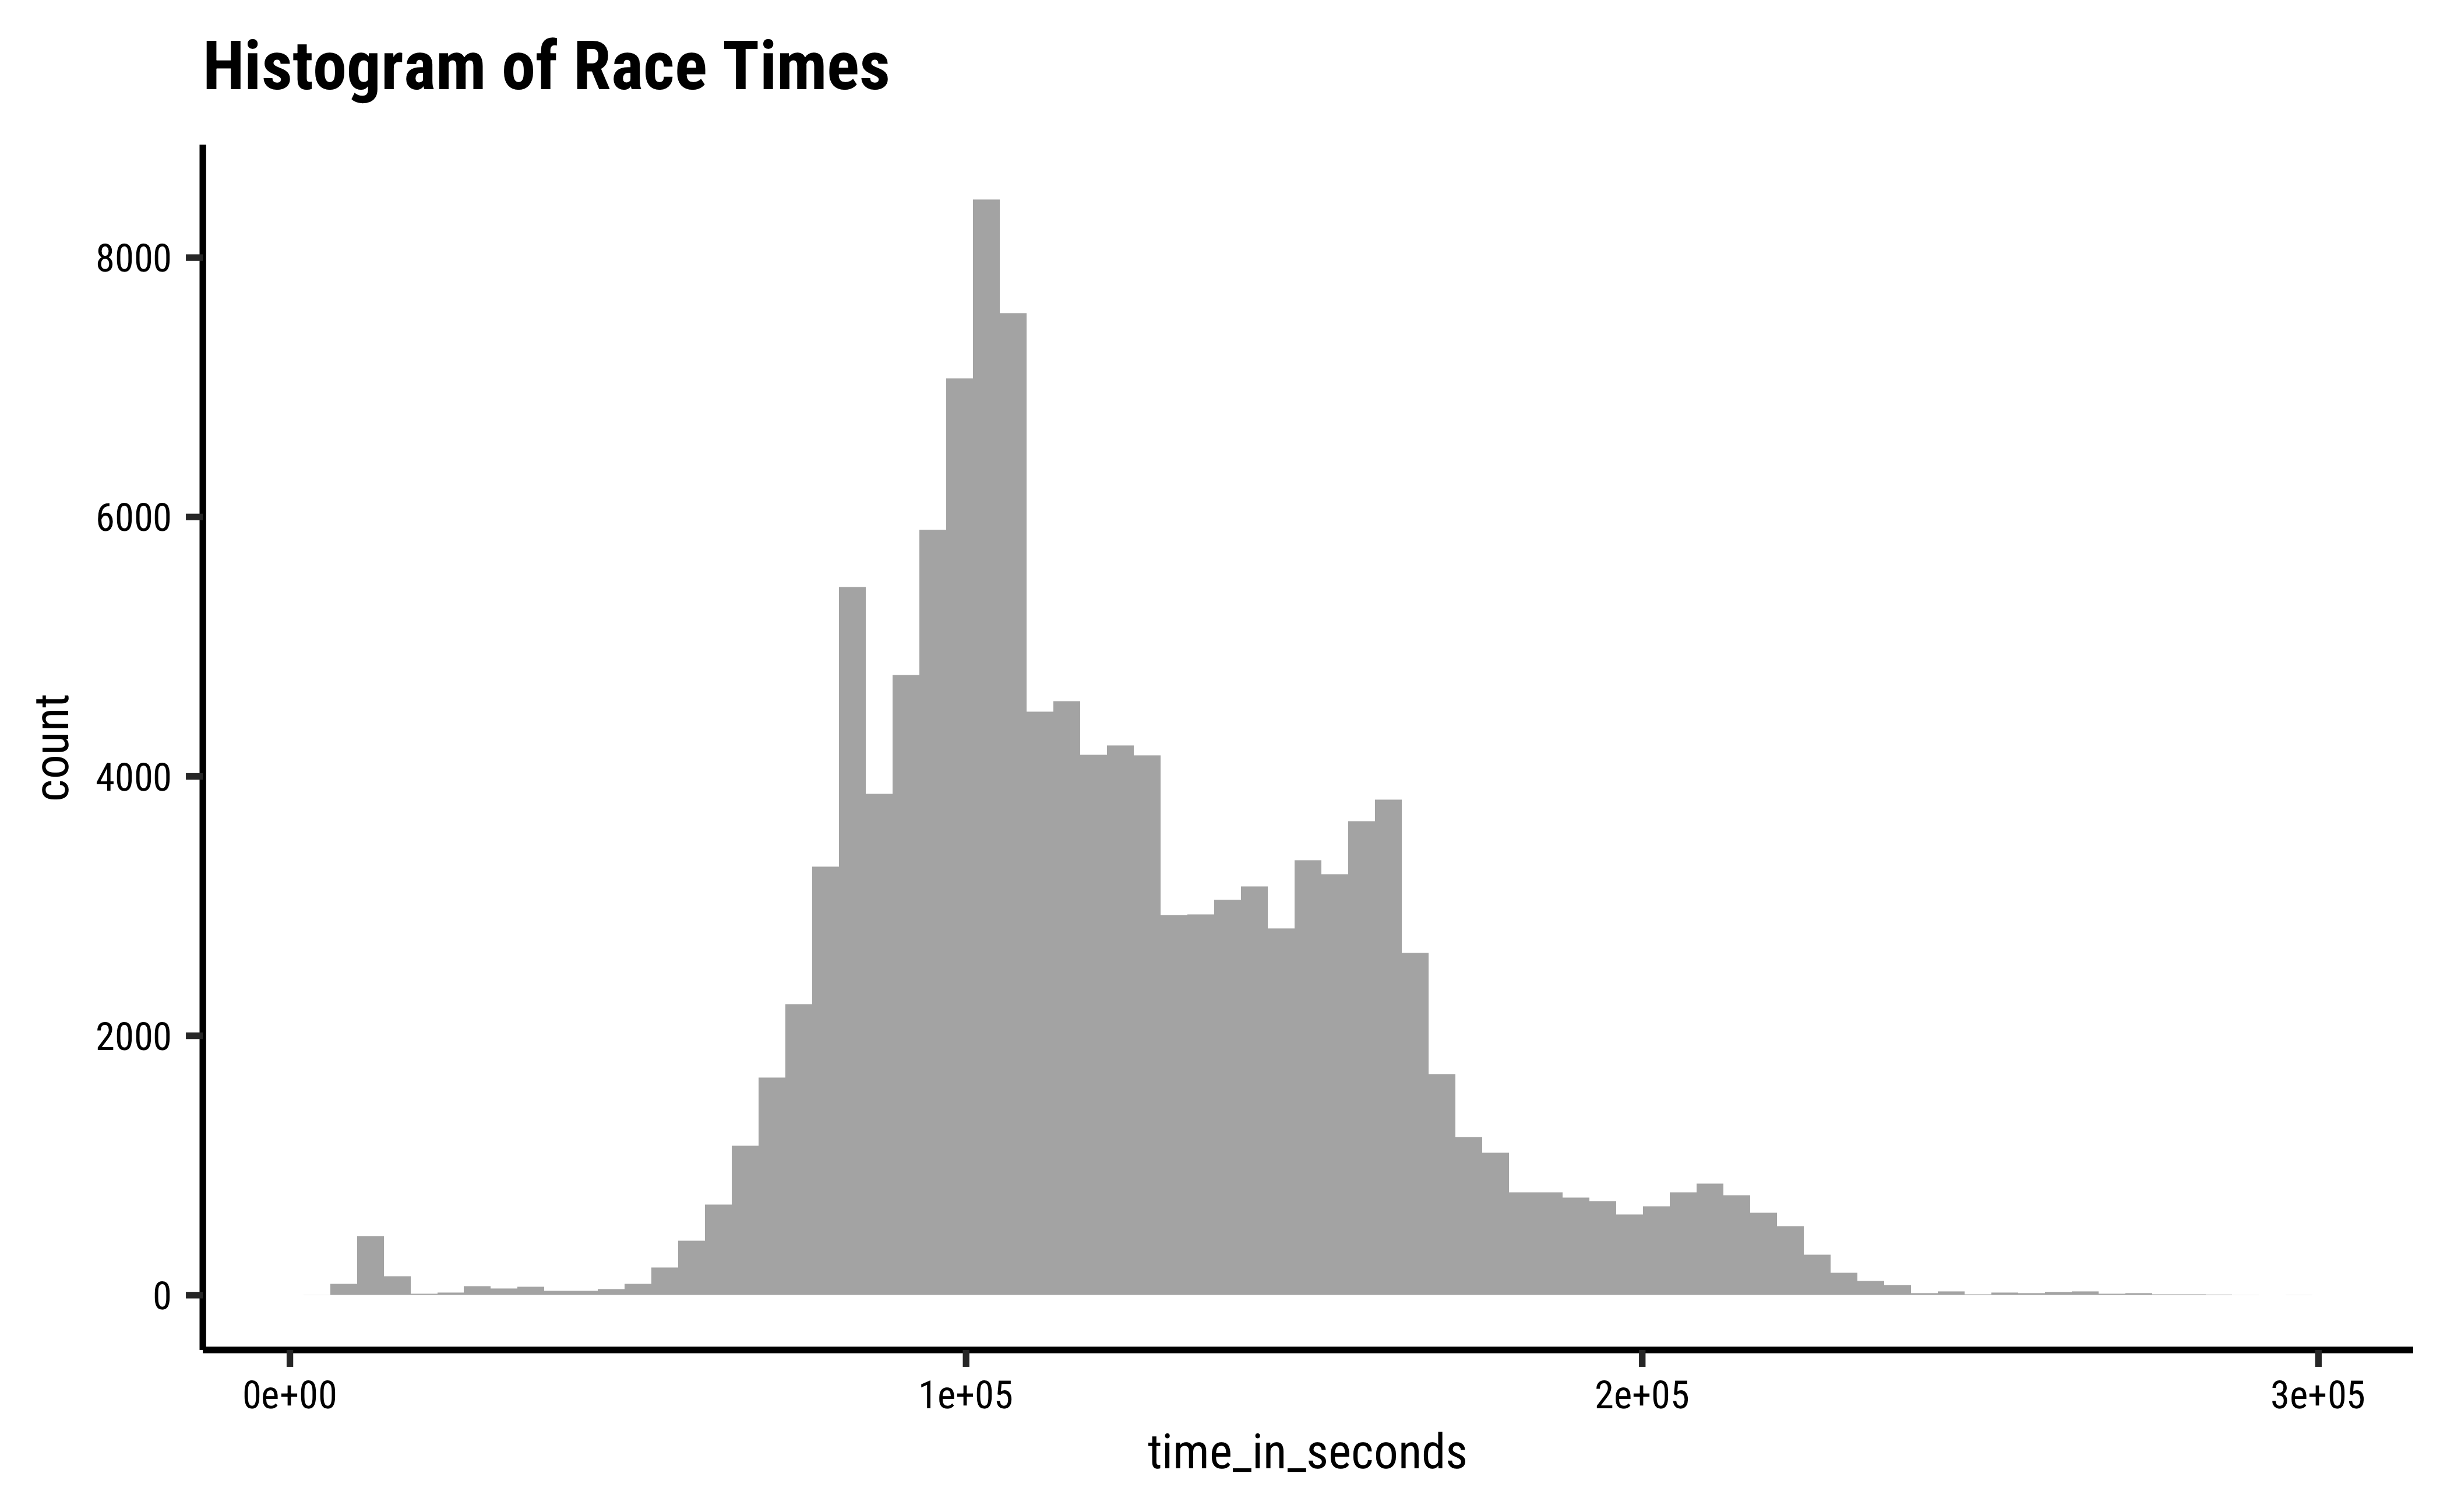 Histogram of Race Times
count
8000
6000
4000
2000
0
0e+00 1e+05 2e+05 3e+05
time_in_seconds